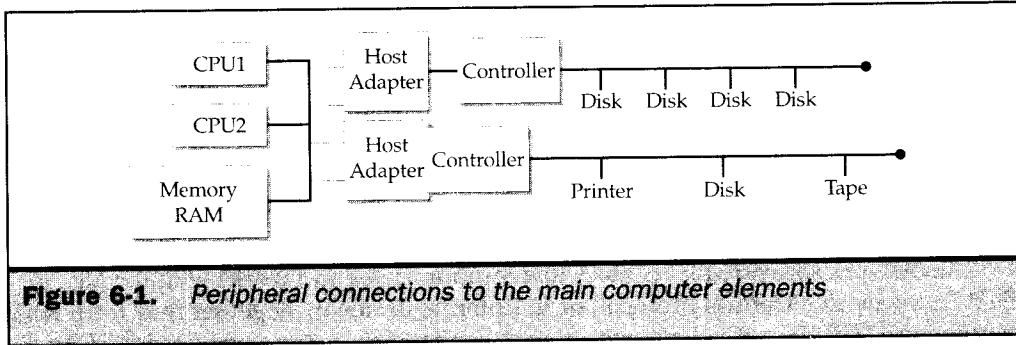 CPU1
CPU2
Memory
RAM
Host
Adapter
Controller
Disk Disk Disk Disk
Host
Adapter
Controller
Printer Disk Tape
Figure 6-1. Peripheral connections to the main computer elements